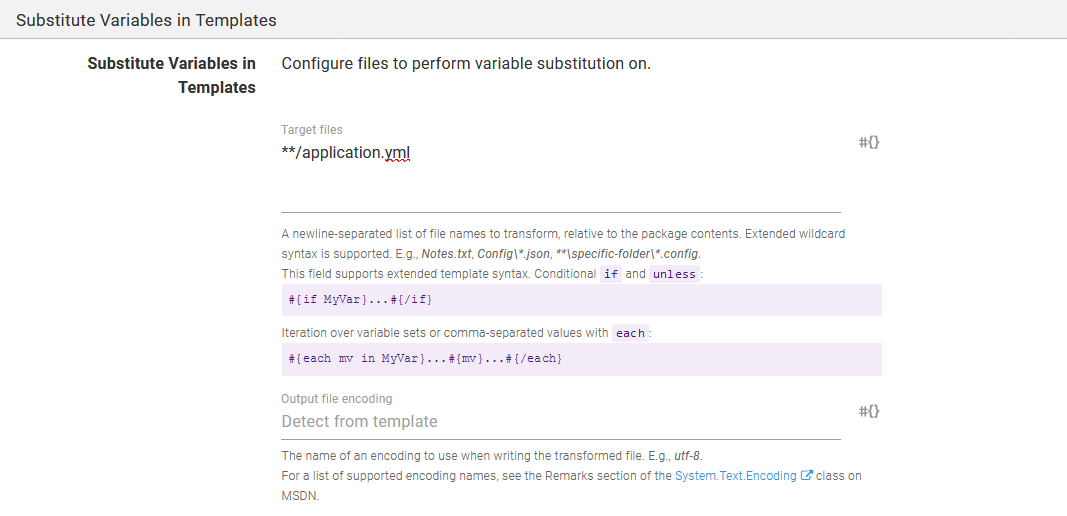 Substitute Variables in Templates
Substitute Variables in
Templates
Configure files to perform variable substitution on.
Target files
**/application.yml
#{}
A newline-separated list of file names to transform, relative to the package contents. Extended wildcard
syntax is supported. E.g., Notes.txt, Config\*.json, **\specific-folder\*.config.
This field supports extended template syntax. Conditional if and unless :
#{if MyVar}...#{/if}
Iteration over variable sets or comma-separated values with each :
#{each mv in MyVar}...#{mv}...#{/each}
Output file encoding
Detect from template
#{}
The name of an encoding to use when writing the transformed file. E.g., utf-8.
For a list of supported encoding names, see the Remarks section of the System.Text.Encoding class on
MSDN.